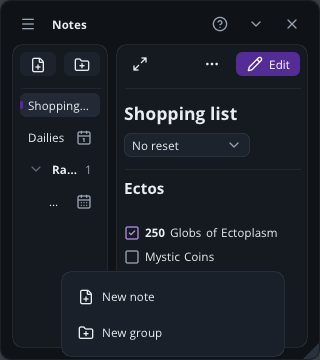 Notes
Edit
Shopping...
Dailies
Ra... 1
...
Shopping list
No reset
Ectos
250 Globs of Ectoplasm
Mystic Coins
New note
New group